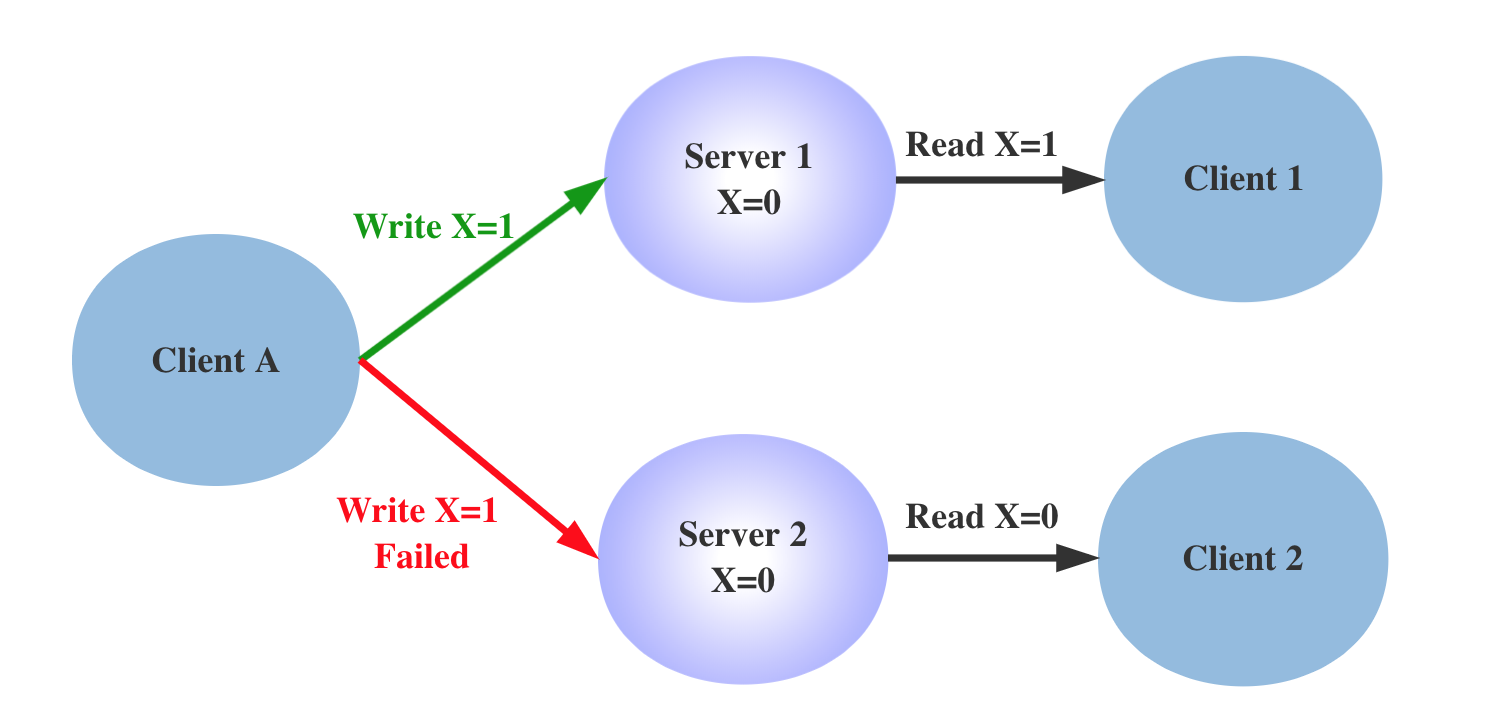 Client A
Write X=1
Write X=1
Failed
Server 1
X=0
Read X=1
Client 1
Server 2
X=0
Read X=0
Client 2